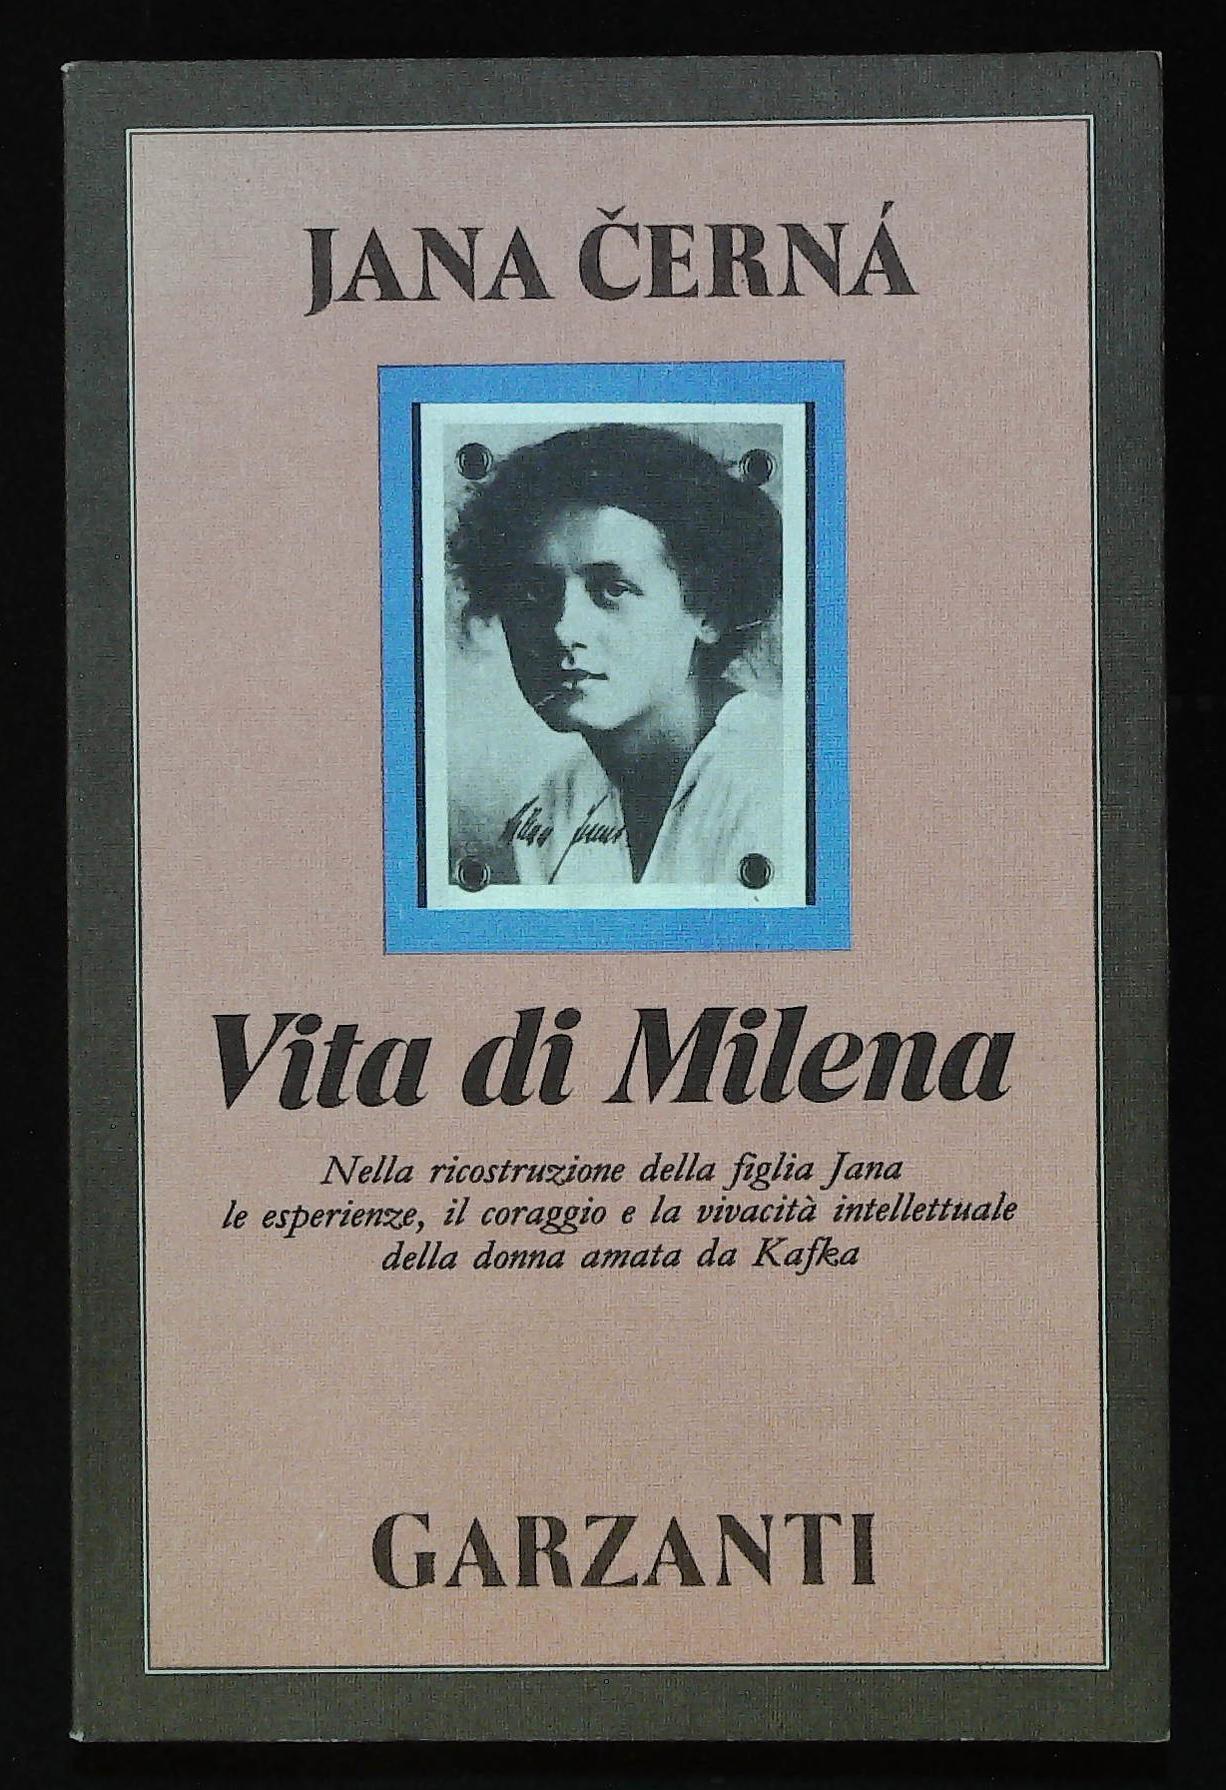 JANA ČERNÁ
Vita di Milena
Nella ricostruzione della figlia Jana
le esperienze, il coraggio e la vivacità intellettuale
della donna amata da Kafka
GARZANTI